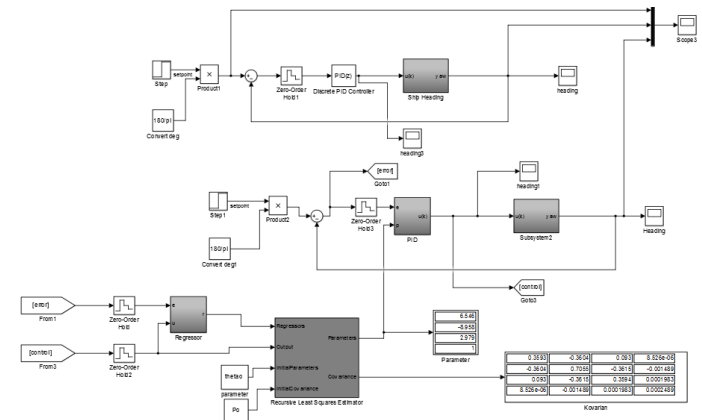 Scope3
Step
setpoint
×
Product1
180/pi
Convert deg
Zero-Order
Hold1
PID(z)
Discrete PID Controller
u(k)
yaw
Ship Heading
heading
heading3
[error]
Goto1
Step1
setpoint
×
Product2
180/pi
Convert deg1
Zero-Order
Hold3
e
p
u(k)
PID
heading1
u(k)
yaw
Subsystem2
Heading
[control]
Goto3
[error]
From1
Zero-Order
Hold
e
u
r
Regressor
[control]
From3
Zero-Order
Hold2
thetao
parameter
Po
Regressors
Output
InitialParameters
InitialCovariance
Parameters
Covariance
Recursive Least Squares Estimator
6.546
-8.958
2.979
1
Parameter
0.3593 -0.3604 0.093 8.526e-06
-0.3604 0.7055 -0.3615 -0.001489
0.093 -0.3615 0.3594 0.0001983
8.526e-06 -0.001489 0.0001983 0.0002489
Kovarian